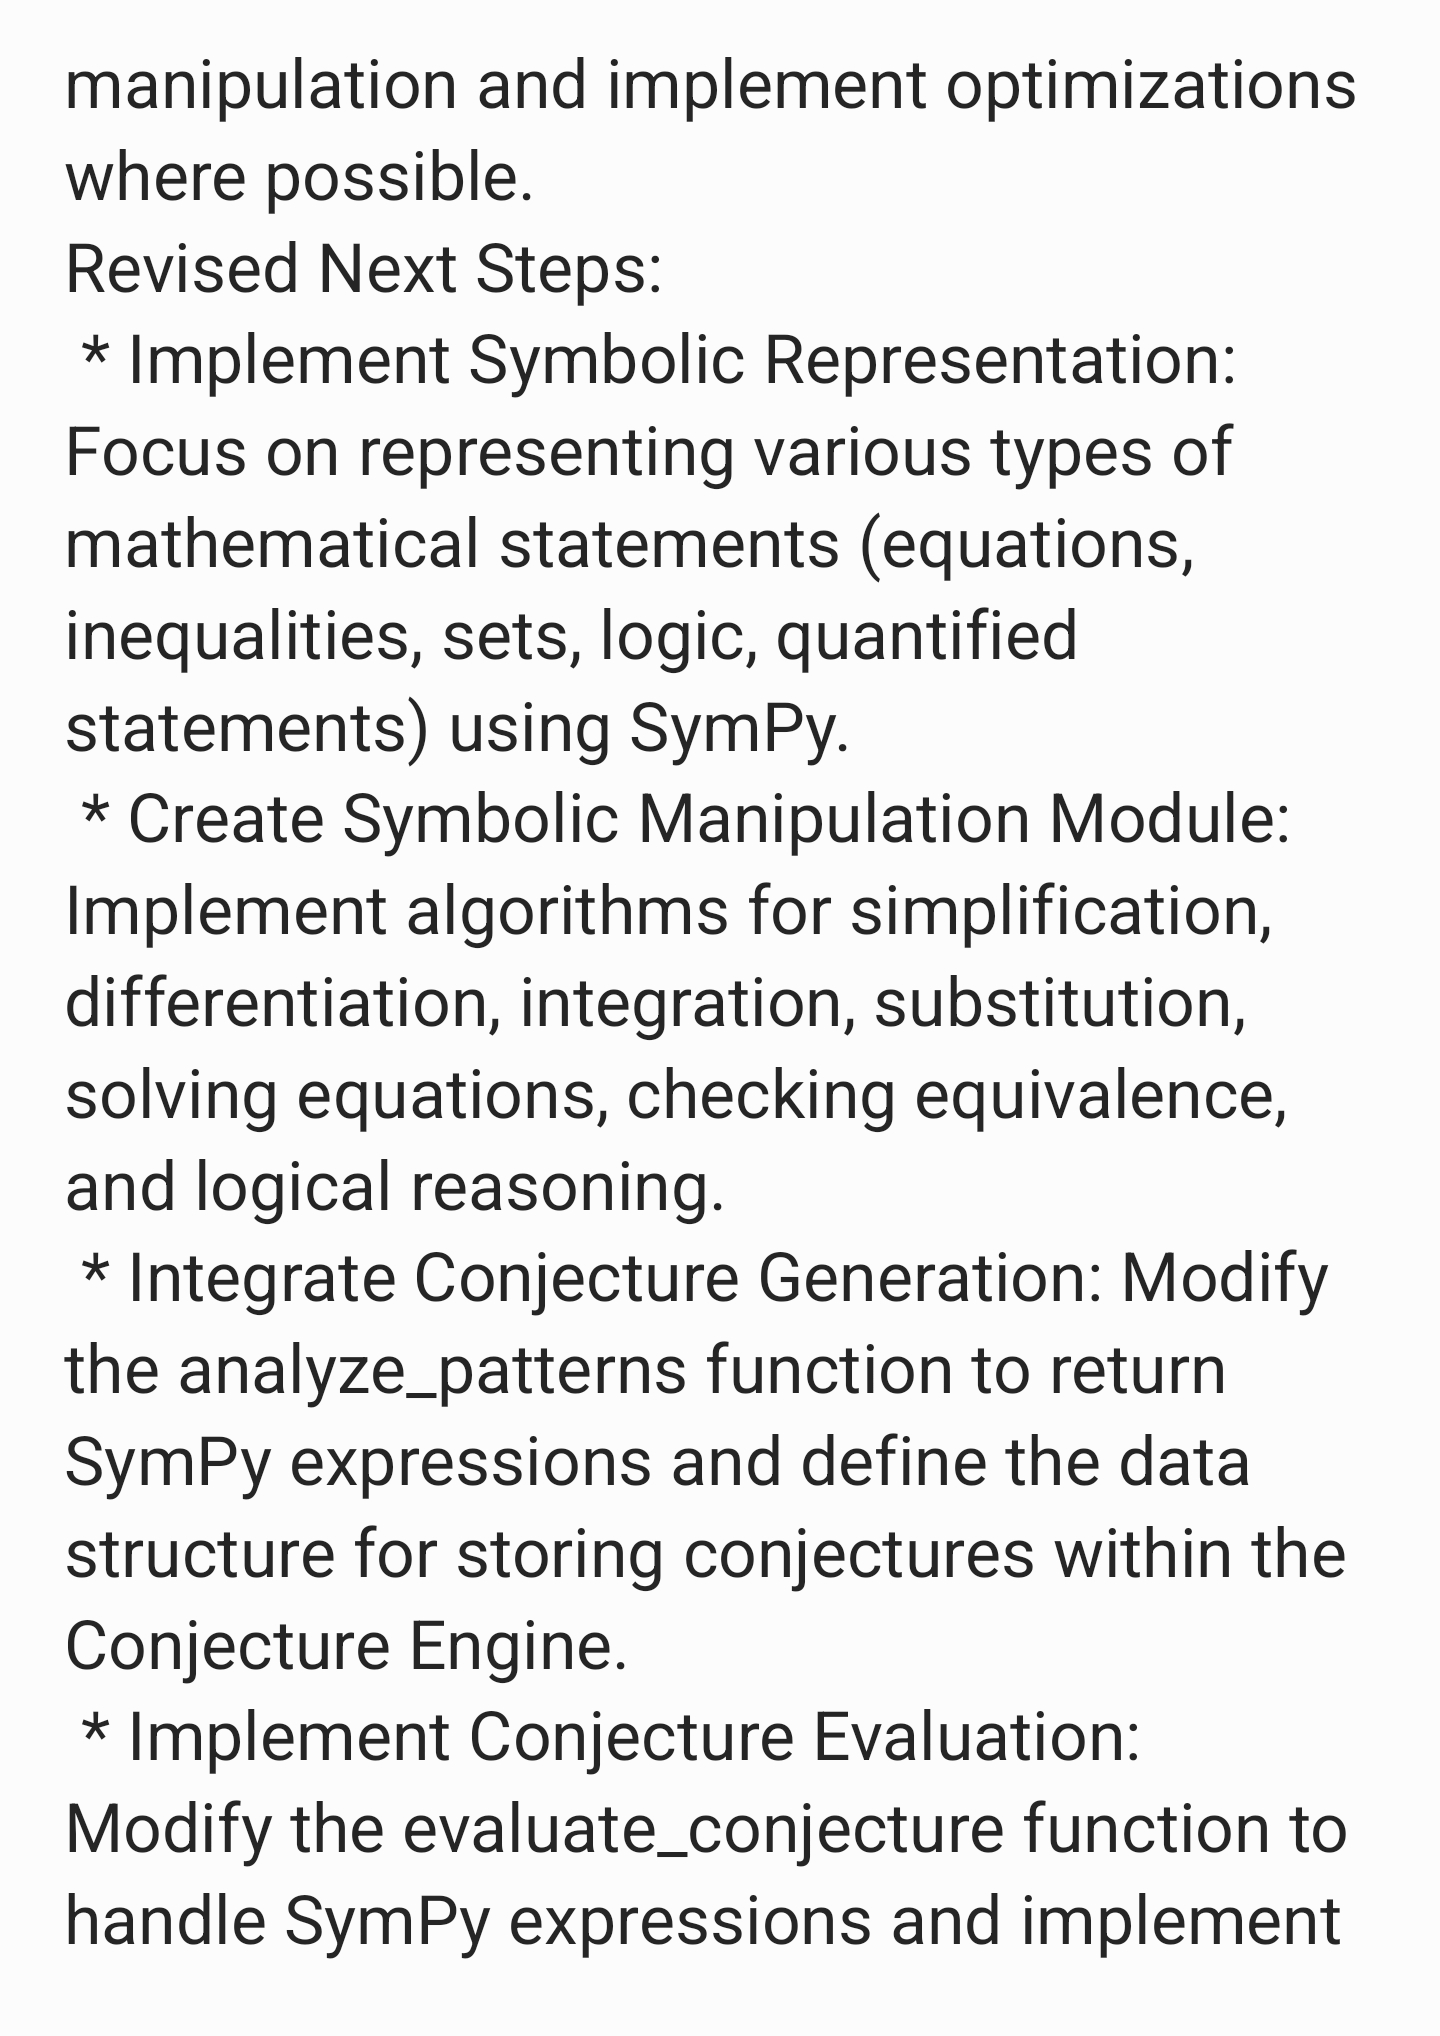 manipulation and implement optimizations
where possible.
Revised Next Steps:
* Implement Symbolic Representation:
Focus on representing various types of
mathematical statements (equations,
inequalities, sets, logic, quantified
statements) using SymPy.
* Create Symbolic Manipulation Module:
Implement algorithms for simplification,
differentiation, integration, substitution,
solving equations, checking equivalence,
and logical reasoning.
* Integrate Conjecture Generation: Modify
the analyze_patterns function to return
SymPy expressions and define the data
structure for storing conjectures within the
Conjecture Engine.
* Implement Conjecture Evaluation:
Modify the evaluate_conjecture function to
handle SymPy expressions and implement